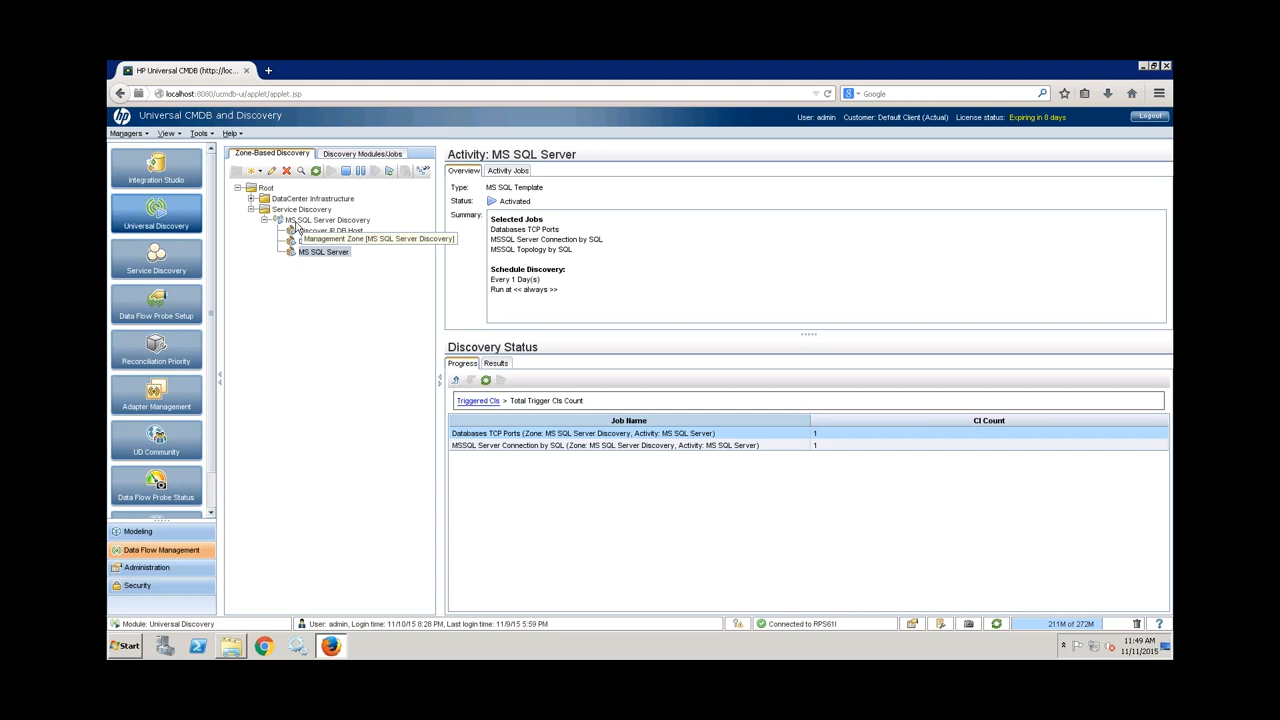 HP Universal CMDB (http://loc...
localhost:8080/ucmdb-ui/applet/applet.jsp
Google
hp Universal CMDB and Discovery
User: admin, Customer: Default Client (Actual) License status: Expiring in 8 days
Logout
Managers View Tools Help
Integration Studio
Universal Discovery
Service Discovery
Data Flow Probe Setup
Reconciliation Priority
Adapter Management
UD Community
Data Flow Probe Status
Modeling
Data Flow Management
Administration
Security
Zone-Based Discovery Discovery Modules/Jobs
Root
DataCenter Infrastructure
Service Discovery
MS SQL Server Discovery
Discover IP DB Host
Management Zone [MS SQL Server Discovery]
MS SQL Server
Activity: MS SQL Server
Overview Activity Jobs
Type: MS SQL Template
Status: Activated
Summary:
Selected Jobs
Databases TCP Ports
MSSQL Server Connection by SQL
MSSQL Topology by SQL
Schedule Discovery:
Every 1 Day(s)
Run at << always >>
Discovery Status
Progress Results
Triggered CIs > Total Trigger CIs Count
Job Name CI Count
Databases TCP Ports (Zone: MS SQL Server Discovery, Activity: MS SQL Server) 1
MSSQL Server Connection by SQL (Zone: MS SQL Server Discovery, Activity: MS SQL Server) 1
Module: Universal Discovery
User: admin, Login time: 11/10/15 8:28 PM, Last login time: 11/9/15 5:59 PM
Connected to RPS61I
211M of 272M
Start
11:49 AM
11/11/2015